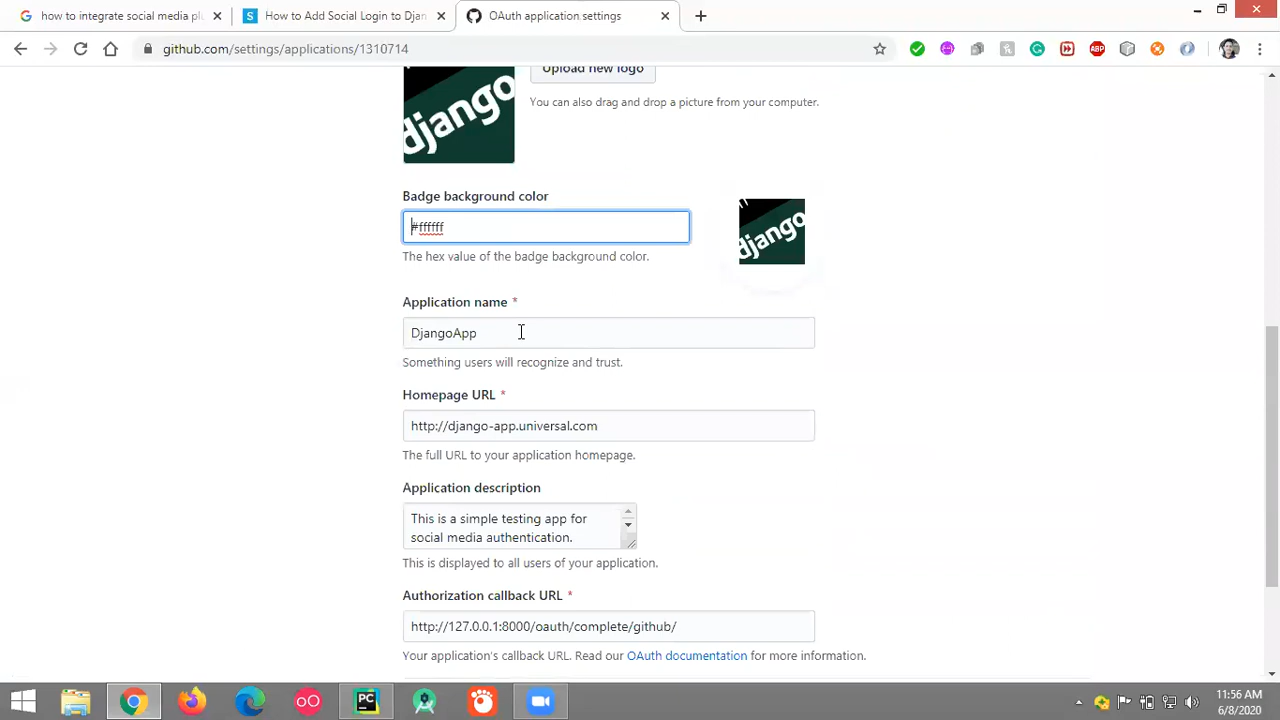 how to integrate social media pl
How to Add Social Login to Djan
OAuth application settings
github.com/settings/applications/1310714
ABP
django
Upload new logo
You can also drag and drop a picture from your computer.
Badge background color
#ffffff
django
The hex value of the badge background color.
Application name *
DjangoApp
Something users will recognize and trust.
Homepage URL *
http://django-app.universal.com
The full URL to your application homepage.
Application description
This is a simple testing app for
social media authentication.
This is displayed to all users of your application.
Authorization callback URL *
http://127.0.0.1:8000/oauth/complete/github/
Your application's callback URL. Read our OAuth documentation for more information.
PC
11:56 AM
6/8/2020